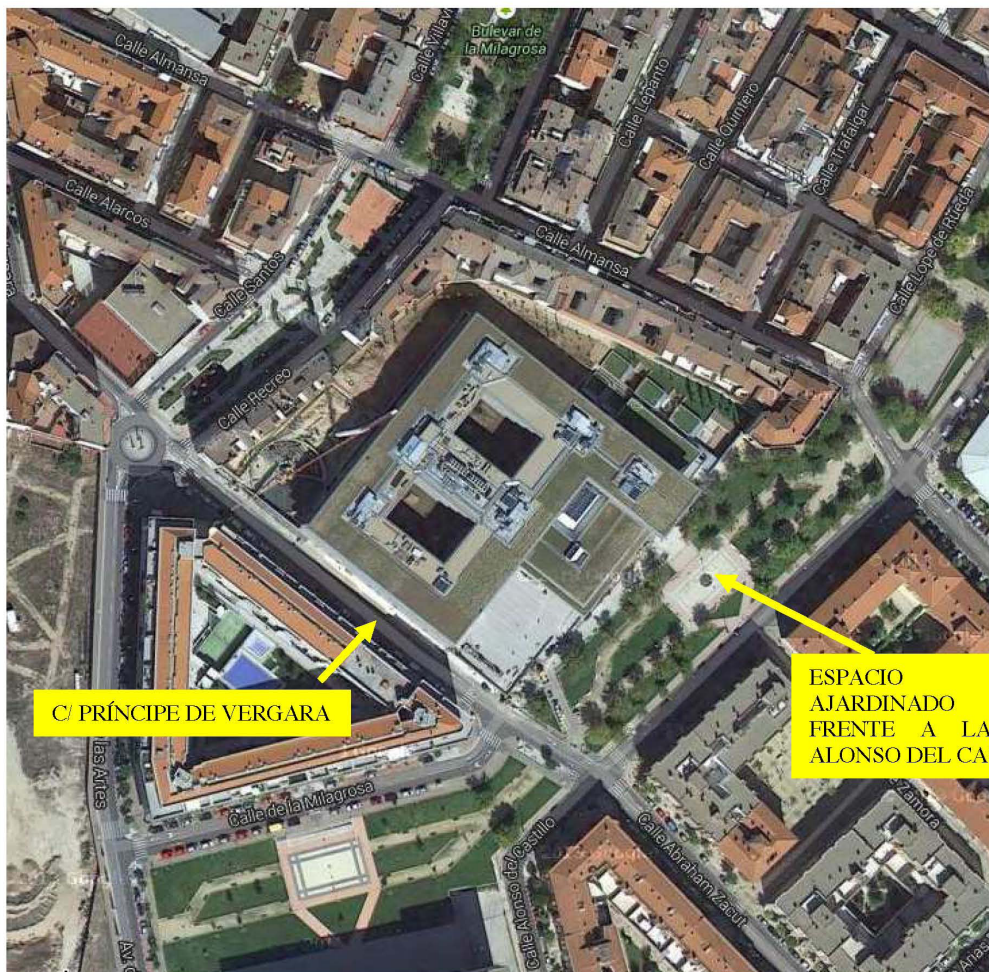 Bulevar de
la Milagrosa
Calle Almansa
Calle Lepanto
Calle Quintero
Calle Trafalgar
Calle Lope de Rueda
Calle Alarcos
Calle Almansa
Calle Santos
Calle Recreo
C/ PRÍNCIPE DE VERGARA
ESPACIO
AJARDINADO
FRENTE A LA
ALONSO DEL CA
las Artes
Calle de la Milagrosa
Calle Alonso del Castillo
Calle Abraham Zacut
Zamora
Av